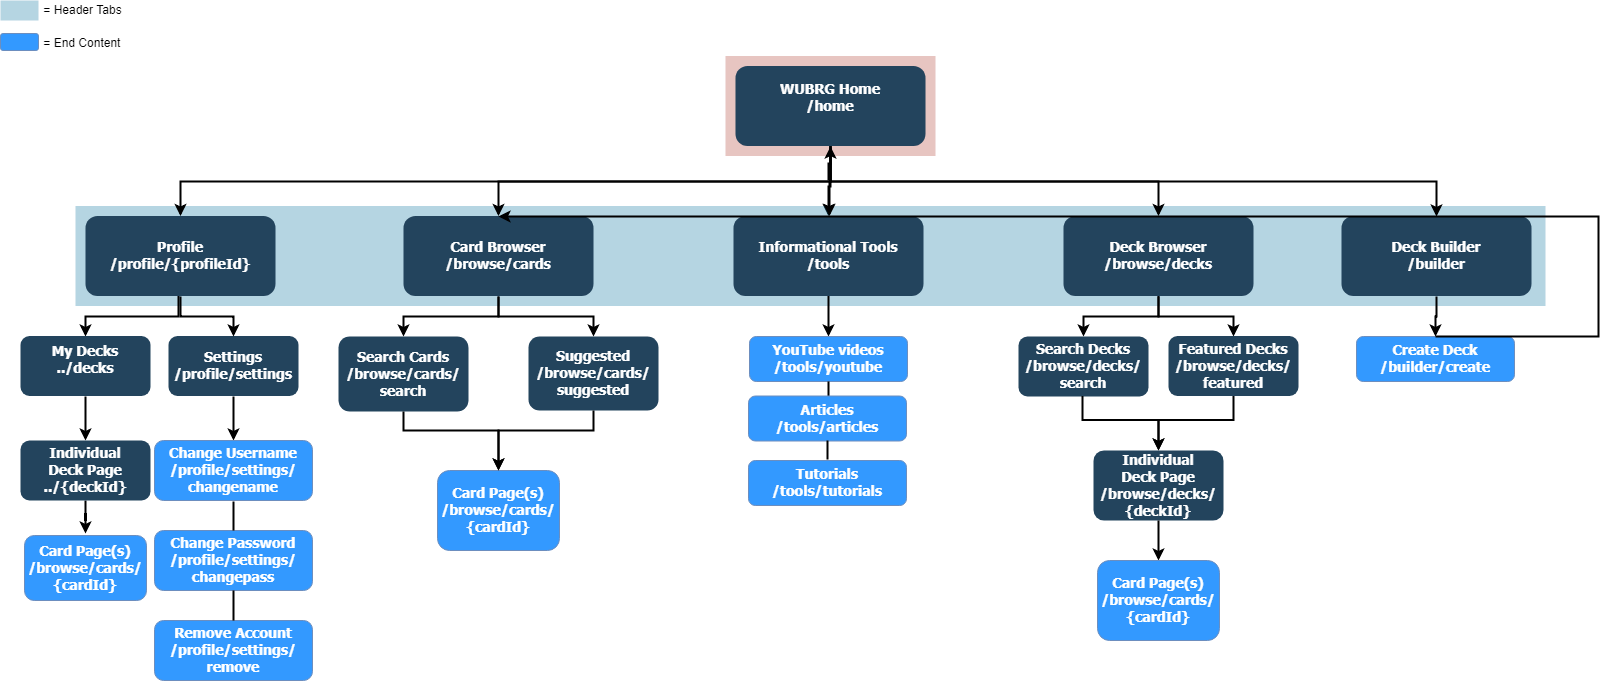 = Header Tabs
= End Content
WUBRG Home
/home
Profile
/profile/{profileId}
Card Browser
/browse/cards
Informational Tools
/tools
Deck Browser
/browse/decks
Deck Builder
/builder
My Decks
../decks
Settings
/profile/settings
Search Cards
/browse/cards/
search
Suggested
/browse/cards/
suggested
YouTube videos
/tools/youtube
Search Decks
/browse/decks/
search
Featured Decks
/browse/decks/
featured
Create Deck
/builder/create
Individual
Deck Page
../{deckId}
Change Username
/profile/settings/
changename
Card Page(s)
/browse/cards/
{cardId}
Articles
/tools/articles
Tutorials
/tools/tutorials
Individual
Deck Page
/browse/decks/
{deckId}
Card Page(s)
/browse/cards/
{cardId}
Change Password
/profile/settings/
changepass
Card Page(s)
/browse/cards/
{cardId}
Remove Account
/profile/settings/
remove